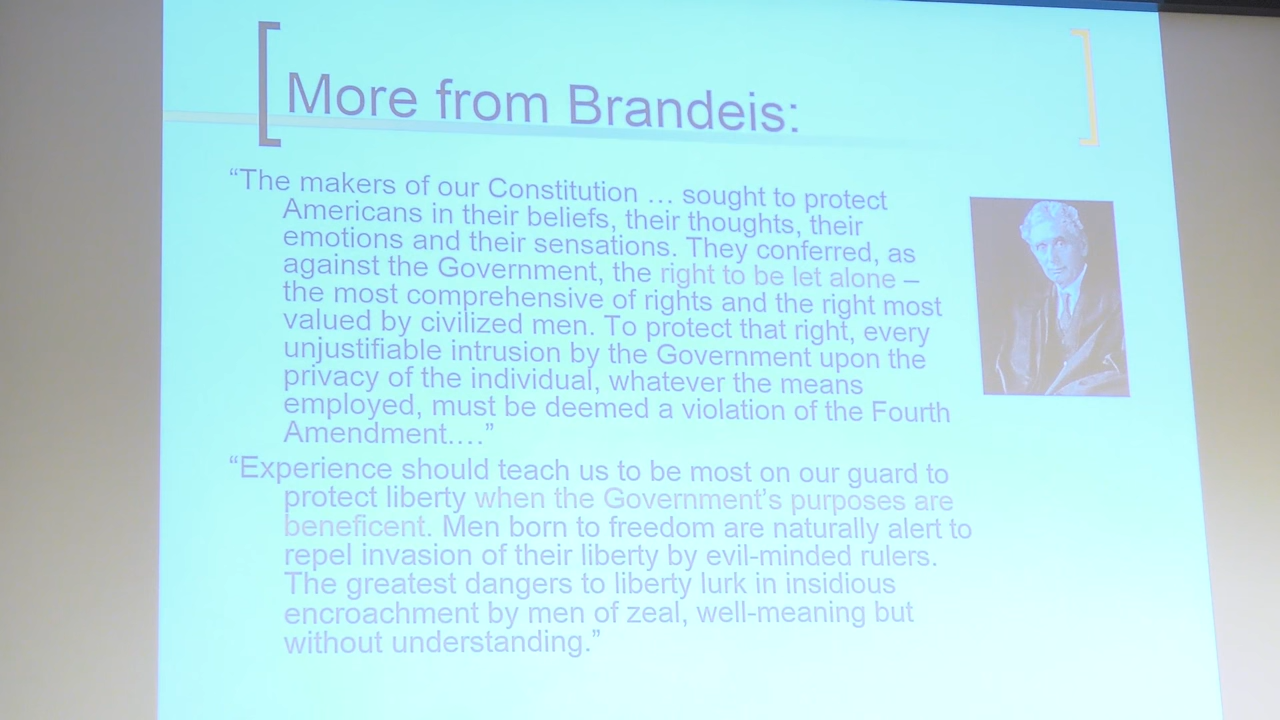 More from Brandeis:
“The makers of our Constitution … sought to protect
Americans in their beliefs, their thoughts, their
emotions and their sensations. They conferred, as
against the Government, the right to be let alone –
the most comprehensive of rights and the right most
valued by civilized men. To protect that right, every
unjustifiable intrusion by the Government upon the
privacy of the individual, whatever the means
employed, must be deemed a violation of the Fourth
Amendment.…”
“Experience should teach us to be most on our guard to
protect liberty when the Government’s purposes are
beneficent. Men born to freedom are naturally alert to
repel invasion of their liberty by evil-minded rulers.
The greatest dangers to liberty lurk in insidious
encroachment by men of zeal, well-meaning but
without understanding.”